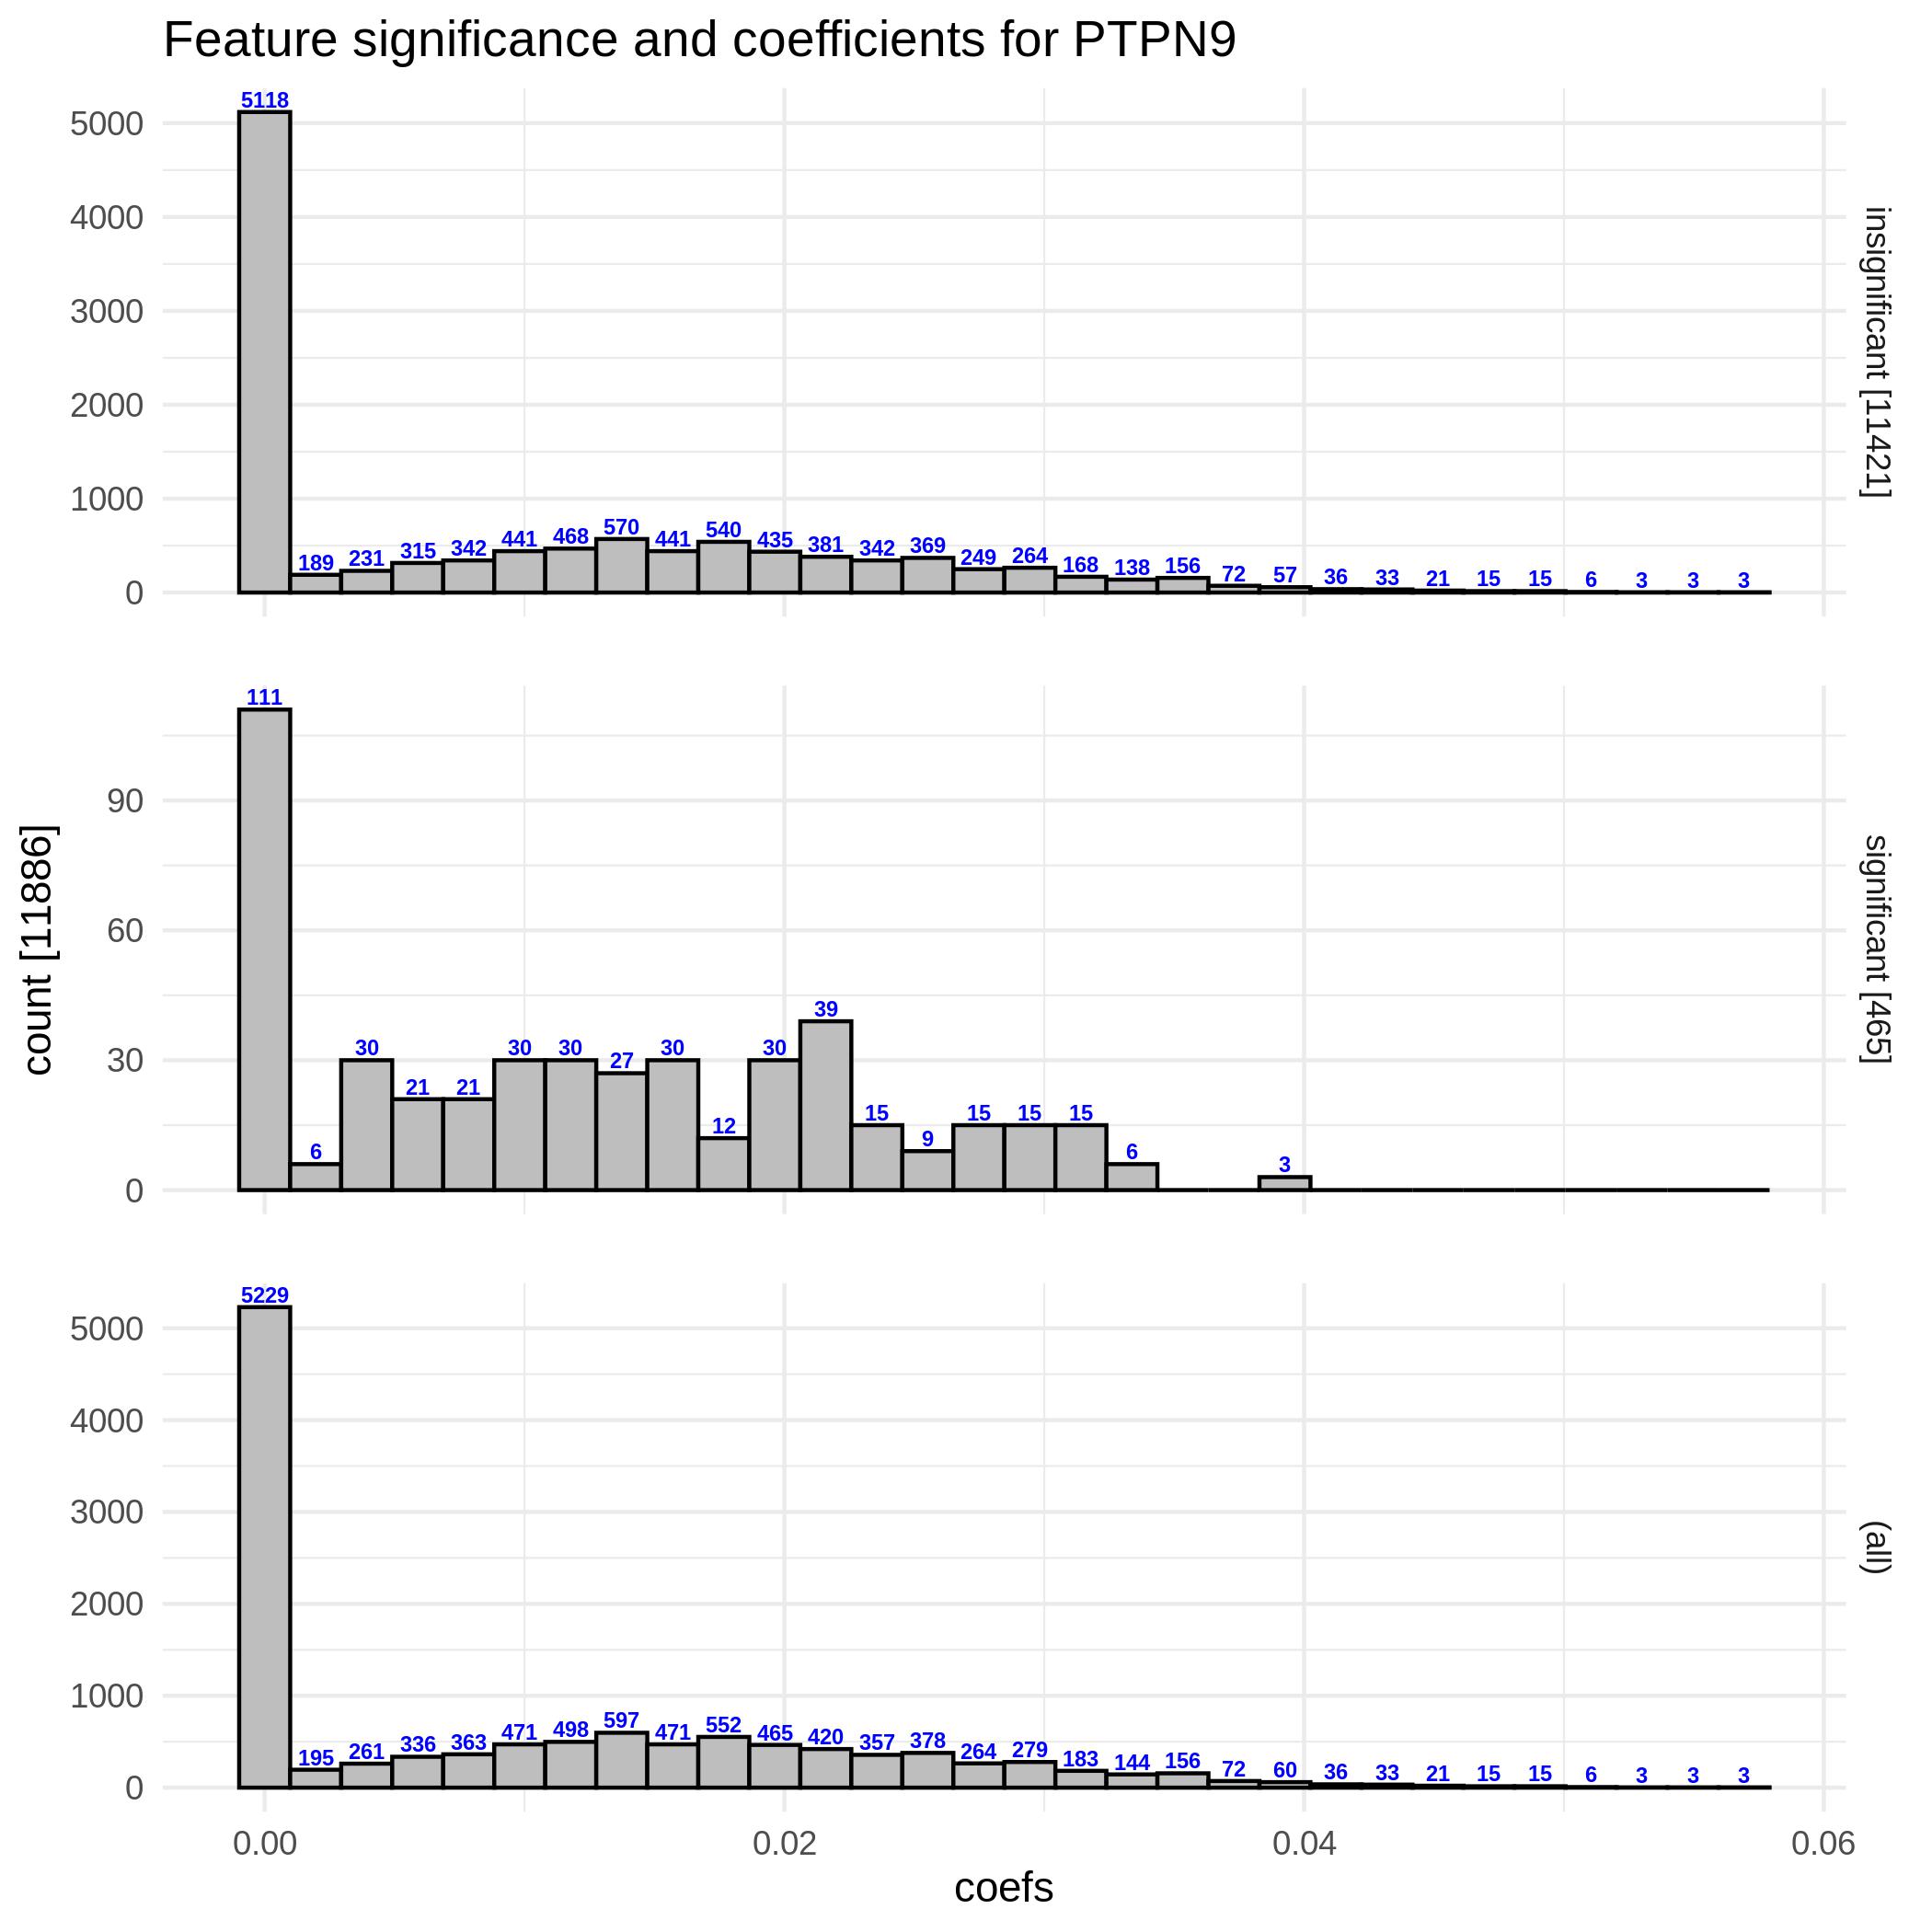 Feature significance and coefficients for PTPN9
5118
5000
4000
3000
2000
1000
0
189 231 315 342 441 468 570 441 540 435 381 342 369 249 264 168 138 156 72 57 36 33 21 15 15 6 3 3 3
insignificant [11421]
count [11886]
111
90
60
30
0
6 30 21 21 30 30 27 30 12 30 39 15 9 15 15 15 6 3
significant [465]
5229
5000
4000
3000
2000
1000
0
195 261 336 363 471 498 597 471 552 465 420 357 378 264 279 183 144 156 72 60 36 33 21 15 15 6 3 3 3
(all)
0.00 0.02 0.04 0.06
coefs